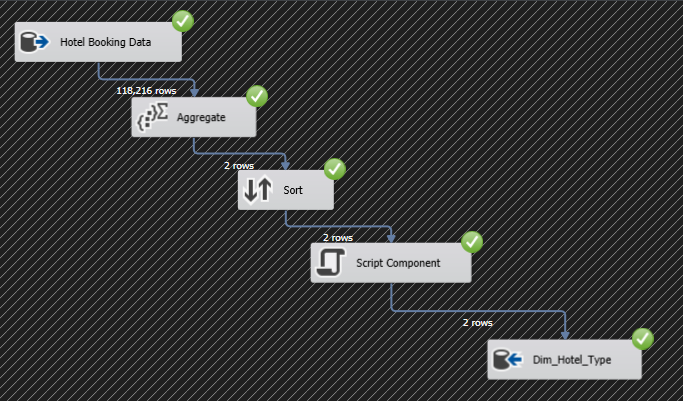 Hotel Booking Data
118,216 rows
Aggregate
2 rows
Sort
2 rows
Script Component
2 rows
Dim_Hotel_Type